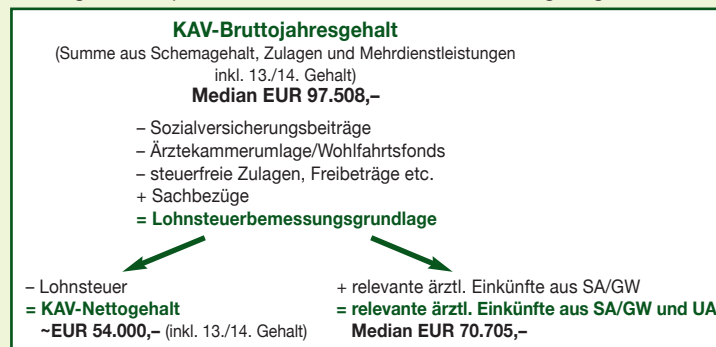 KAV-Bruttojahresgehalt
(Summe aus Schemagehalt, Zulagen und Mehrdienstleistungen
inkl. 13./14. Gehalt)
Median EUR 97.508,–
– Sozialversicherungsbeiträge
– Ärztekammerumlage/Wohlfahrtsfonds
– steuerfreie Zulagen, Freibeträge etc.
+ Sachbezüge
= Lohnsteuerbemessungsgrundlage
– Lohnsteuer
= KAV-Nettogehalt
~EUR 54.000,– (inkl. 13./14. Gehalt)
+ relevante ärztl. Einkünfte aus SA/GW
= relevante ärztl. Einkünfte aus SA/GW und UA
Median EUR 70.705,–